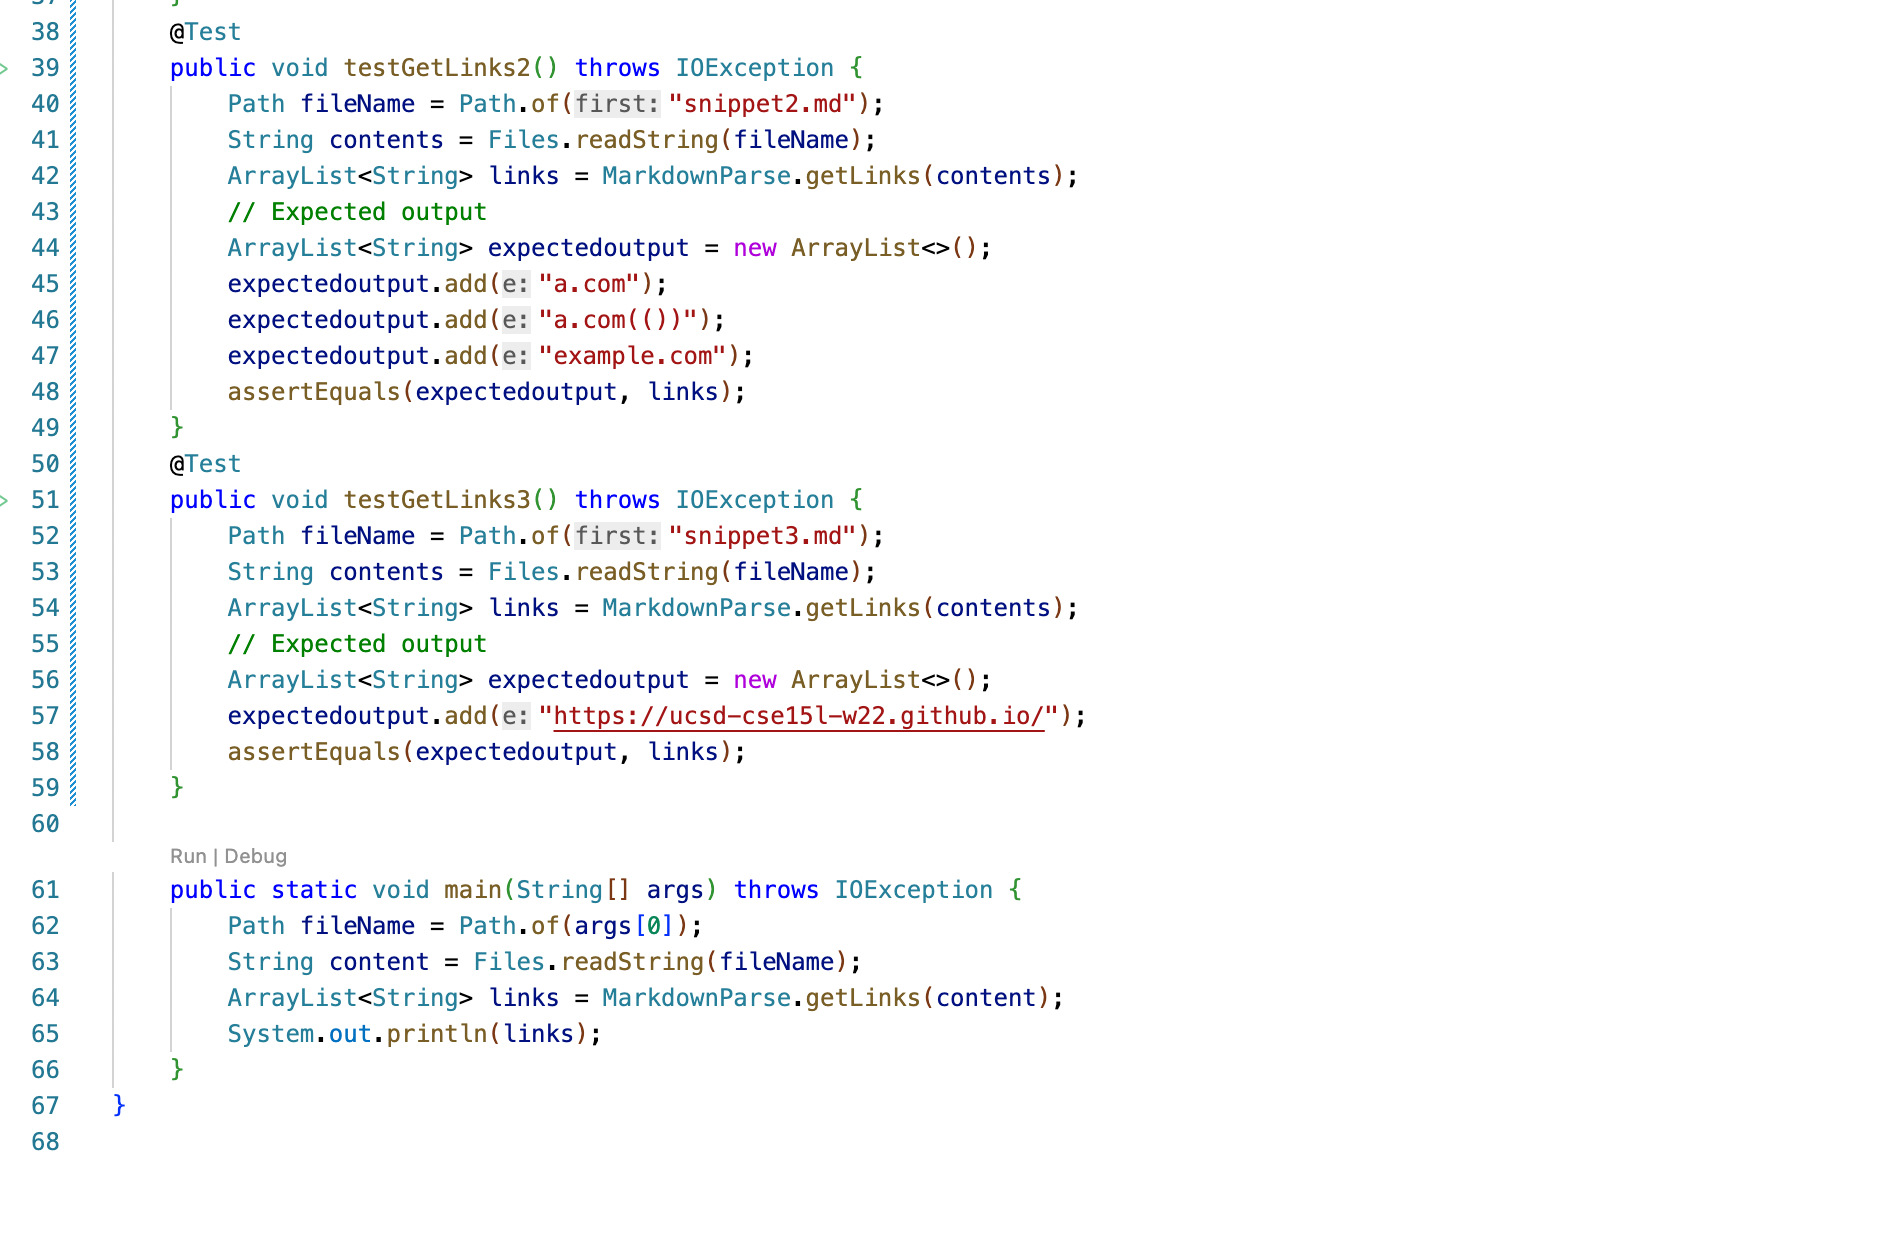 37 }
38 @Test
39 public void testGetLinks2() throws IOException {
40 Path fileName = Path.of(first: "snippet2.md");
41 String contents = Files.readString(fileName);
42 ArrayList<String> links = MarkdownParse.getLinks(contents);
43 // Expected output
44 ArrayList<String> expectedoutput = new ArrayList<>();
45 expectedoutput.add(e: "a.com");
46 expectedoutput.add(e: "a.com(())");
47 expectedoutput.add(e: "example.com");
48 assertEquals(expectedoutput, links);
49 }
50 @Test
51 public void testGetLinks3() throws IOException {
52 Path fileName = Path.of(first: "snippet3.md");
53 String contents = Files.readString(fileName);
54 ArrayList<String> links = MarkdownParse.getLinks(contents);
55 // Expected output
56 ArrayList<String> expectedoutput = new ArrayList<>();
57 expectedoutput.add(e: "https://ucsd-cse15l-w22.github.io/");
58 assertEquals(expectedoutput, links);
59 }
60
Run | Debug
61 public static void main(String[] args) throws IOException {
62 Path fileName = Path.of(args[0]);
63 String content = Files.readString(fileName);
64 ArrayList<String> links = MarkdownParse.getLinks(content);
65 System.out.println(links);
66 }
67 }
68